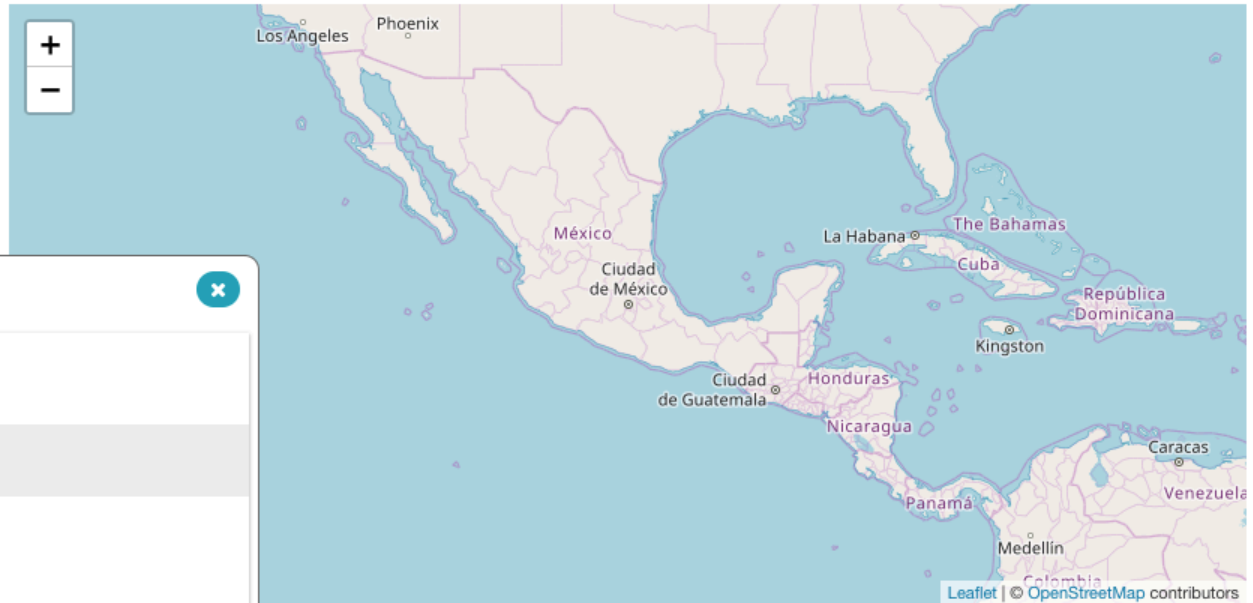 +
−
Los Angeles
Phoenix
México
Ciudad
de México
La Habana
The Bahamas
Cuba
República
Dominicana
Kingston
Ciudad
de Guatemala
Honduras
Nicaragua
Caracas
Venezuela
Panamá
Medellín
Colombia
Leaflet | © OpenStreetMap contributors